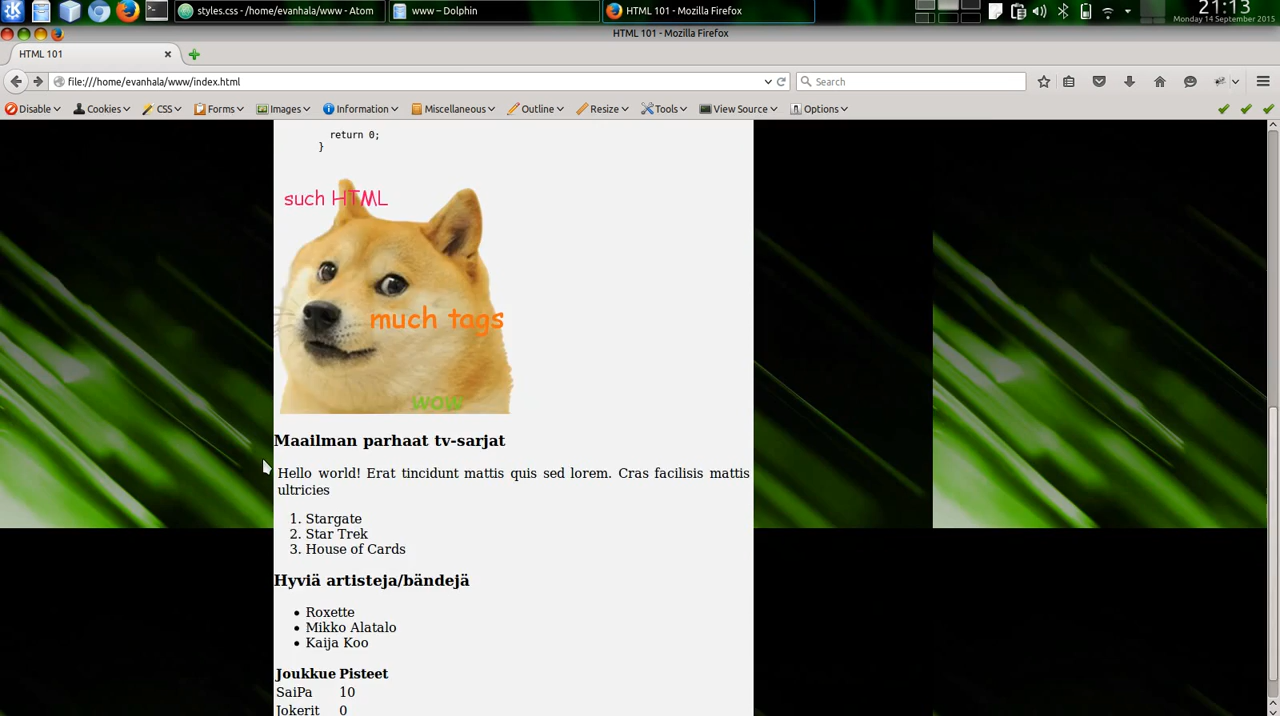 styles.css - /home/evanhala/www - Atom
www – Dolphin
HTML 101 - Mozilla Firefox
21:13
Monday 14 September 2015
HTML 101 - Mozilla Firefox
HTML 101
file:///home/evanhala/www/index.html
Search
Disable Cookies CSS Forms Images Information Miscellaneous Outline Resize Tools View Source Options
return 0;
}
such HTML
much tags
wow
Maailman parhaat tv-sarjat
Hello world! Erat tincidunt mattis quis sed lorem. Cras facilisis mattis
ultricies
1. Stargate
2. Star Trek
3. House of Cards
Hyviä artisteja/bändejä
• Roxette
• Mikko Alatalo
• Kaija Koo
Joukkue Pisteet
SaiPa 10
Jokerit 0